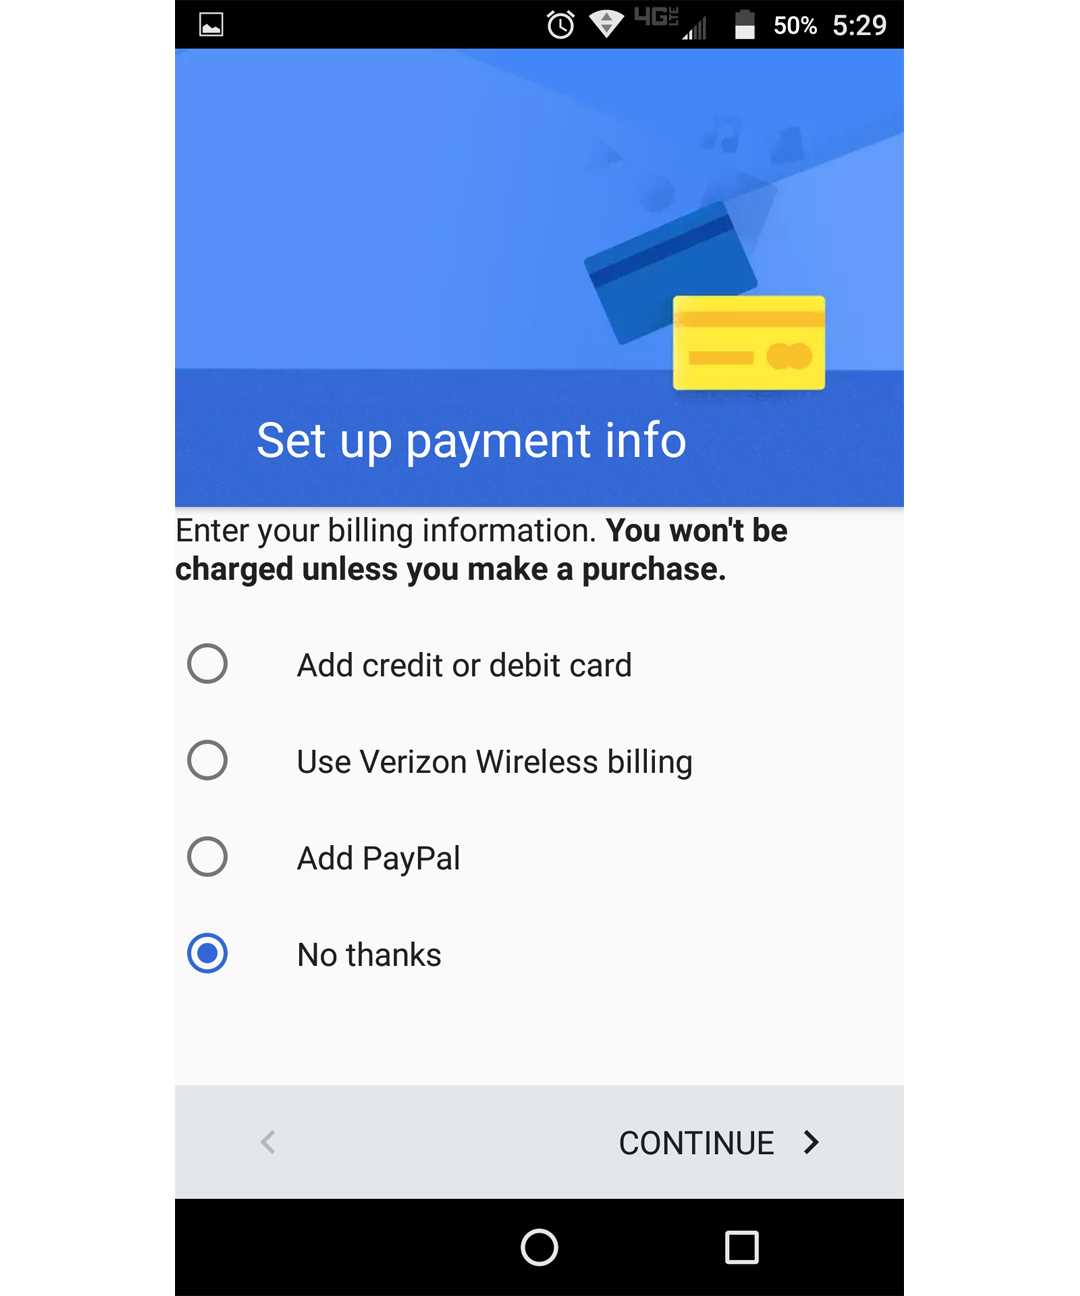 4G LTE 50% 5:29
Set up payment info
Enter your billing information. You won't be
charged unless you make a purchase.
Add credit or debit card
Use Verizon Wireless billing
Add PayPal
No thanks
CONTINUE